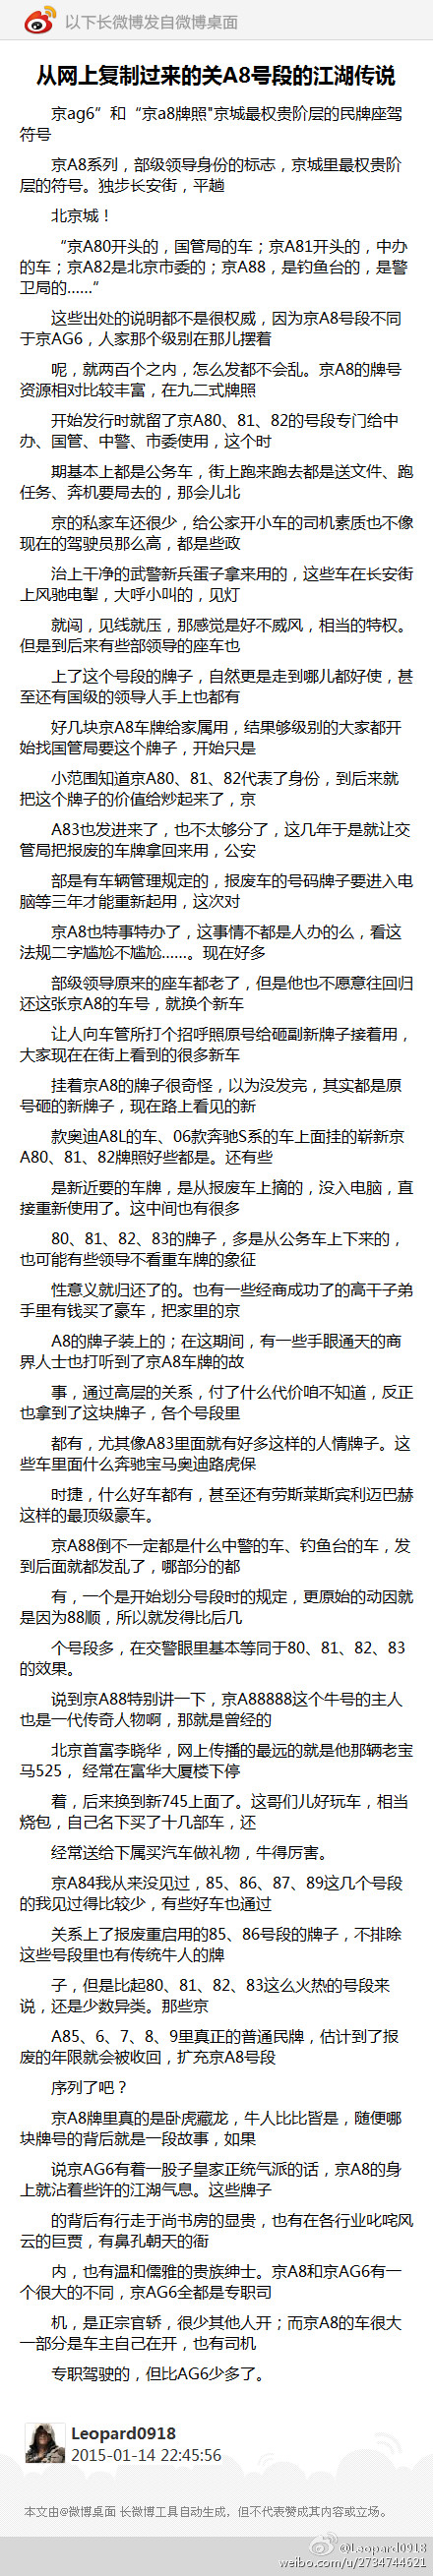 以下长微博发自微博桌面
从网上复制过来的关A8号段的江湖传说
京ag6”和“京a8牌照"京城最权贵阶层的民牌座驾
符号
京A8系列，部级领导身份的标志，京城里最权贵阶
层的符号。独步长安街，平趟
北京城！
“京A80开头的，国管局的车；京A81开头的，中办
的车；京A82是北京市委的；京A88，是钓鱼台的，是警
卫局的……“
这些出处的说明都不是很权威，因为京A8号段不同
于京AG6，人家那个级别在那儿摆着
呢，就两百个之内，怎么发都不会乱。京A8的牌号
资源相对比较丰富，在九二式牌照
开始发行时就留了京A80、81、82的号段专门给中
办、国管、中警、市委使用，这个时
期基本上都是公务车，街上跑来跑去都是送文件、跑
任务、奔机要局去的，那会儿北
京的私家车还很少，给公家开小车的司机素质也不像
现在的驾驶员那么高，都是些政
治上干净的武警新兵蛋子拿来用的，这些车在长安街
上风驰电掣，大呼小叫的，见灯
就闯，见线就压，那感觉是好不威风，相当的特权。
但是到后来有些部领导的座车也
上了这个号段的牌子，自然更是走到哪儿都好使，甚
至还有国级的领导人手上也都有
好几块京A8车牌给家属用，结果够级别的大家都开
始找国管局要这个牌子，开始只是
小范围知道京A80、81、82代表了身份，到后来就
把这个牌子的价值给炒起来了，京
A83也发进来了，也不太够分了，这几年于是就让交
管局把报废的车牌拿回来用，公安
部是有车辆管理规定的，报废车的号码牌子要进入电
脑等三年才能重新起用，这次对
京A8也特事特办了，这事情不都是人办的么，看这
法规二字尴尬不尴尬……。现在好多
部级领导原来的座车都老了，但是他也不愿意往回归
还这张京A8的车号，就换个新车
让人向车管所打个招呼照原号给砸副新牌子接着用，
大家现在在街上看到的很多新车
挂着京A8的牌子很奇怪，以为没发完，其实都是原
号砸的新牌子，现在路上看见的新
款奥迪A8L的车、06款奔驰S系的车上面挂的崭新京
A80、81、82牌照好些都是。还有些
是新近要的车牌，是从报废车上摘的，没入电脑，直
接重新使用了。这中间也有很多
80、81、82、83的牌子，多是从公务车上下来的，
也可能有些领导不看重车牌的象征
性意义就归还了的。也有一些经商成功了的高干子弟
手里有钱买了豪车，把家里的京
A8的牌子装上的；在这期间，有一些手眼通天的商
界人士也打听到了京A8车牌的故
事，通过高层的关系，付了什么代价咱不知道，反正
也拿到了这块牌子，各个号段里
都有，尤其像A83里面就有好多这样的人情牌子。这
些车里面什么奔驰宝马奥迪路虎保
时捷，什么好车都有，甚至还有劳斯莱斯宾利迈巴赫
这样的最顶级豪车。
京A88倒不一定都是什么中警的车、钓鱼台的车，发
到后面就都发乱了，哪部分的都
有，一个是开始划分号段时的规定，更原始的动因就
是因为88顺，所以就发得比后几
个号段多，在交警眼里基本等同于80、81、82、83
的效果。
说到京A88特别讲一下，京A88888这个牛号的主人
也是一代传奇人物啊，那就是曾经的
北京首富李晓华，网上传播的最远的就是他那辆老宝
马525， 经常在富华大厦楼下停
着，后来换到新745上面了。这哥们儿好玩车，相当
烧包，自己名下买了十几部车，还
经常送给下属买汽车做礼物，牛得厉害。
京A84我从来没见过，85、86、87、89这几个号段
的我见过得比较少，有些好车也通过
关系上了报废重启用的85、86号段的牌子，不排除
这些号段里也有传统牛人的牌
子，但是比起80、81、82、83这么火热的号段来
说，还是少数异类。那些京
A85、6、7、8、9里真正的普通民牌，估计到了报
废的年限就会被收回，扩充京A8号段
序列了吧？
京A8牌里真的是卧虎藏龙，牛人比比皆是，随便哪
块牌号的背后就是一段故事，如果
说京AG6有着一股子皇家正统气派的话，京A8的身
上就沾着些许的江湖气息。这些牌子
的背后有行走于尚书房的显贵，也有在各行业叱咤风
云的巨贾，有鼻孔朝天的衙
内，也有温和儒雅的贵族绅士。京A8和京AG6有一
个很大的不同，京AG6全都是专职司
机，是正宗官轿，很少其他人开；而京A8的车很大
一部分是车主自己在开，也有司机
专职驾驶的，但比AG6少多了。
Leopard0918
2015-01-14 22:45:56
本文由@微博桌面 长微博工具自动生成，但不代表赞成其内容或立场。
@Leopard0918
weibo.com/u/2734744621